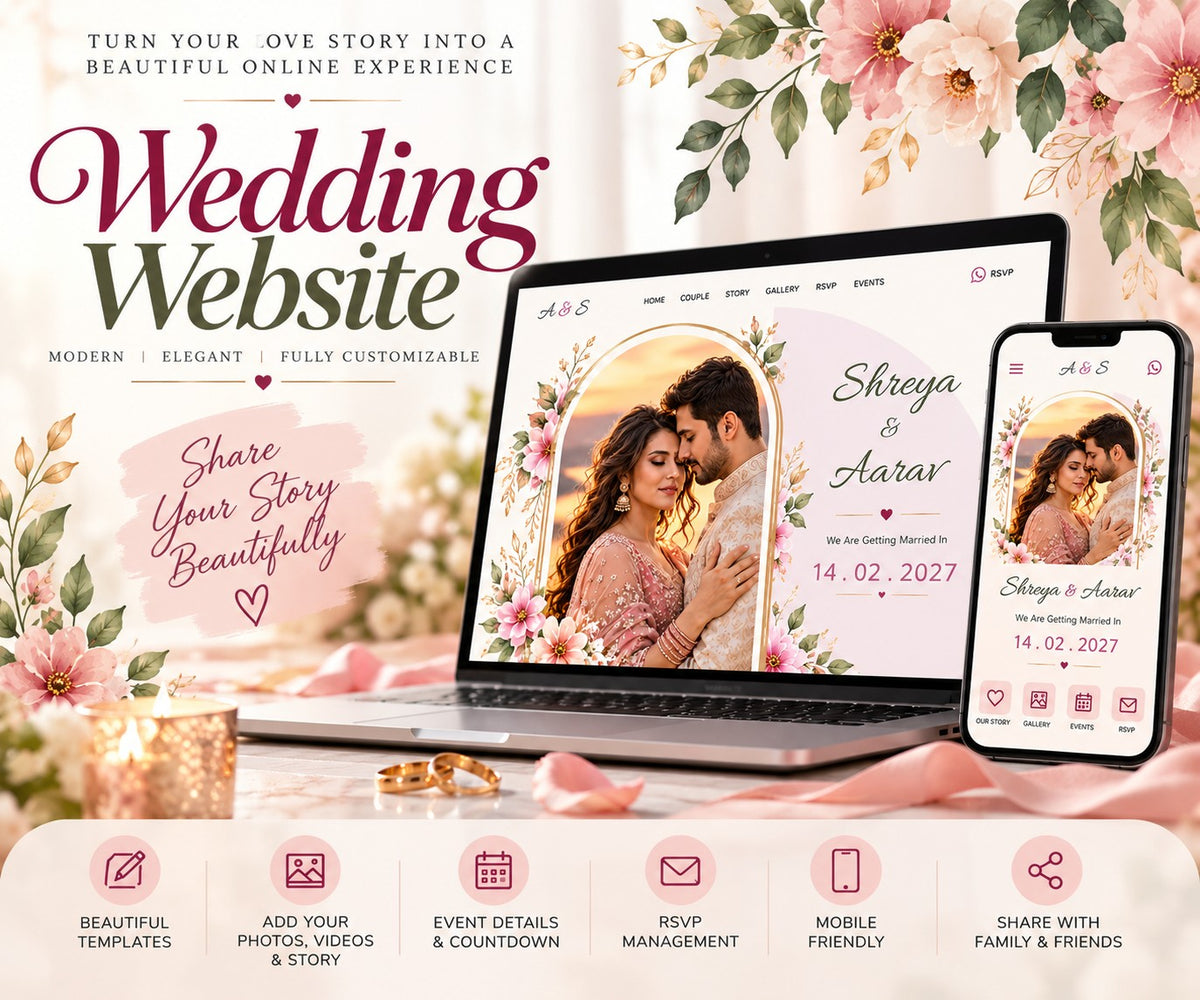 TURN YOUR LOVE STORY INTO A
BEAUTIFUL ONLINE EXPERIENCE
Wedding
Website
MODERN | ELEGANT | FULLY CUSTOMIZABLE
Share
Your Story
Beautifully
A & S
HOME COUPLE STORY GALLERY RSVP EVENTS
RSVP
Shreya
&
Aarav
We Are Getting Married In
14 . 02 . 2027
A & S
Shreya & Aarav
We Are Getting Married In
14 . 02 . 2027
OUR STORY GALLERY EVENTS RSVP
BEAUTIFUL
TEMPLATES
ADD YOUR
PHOTOS, VIDEOS
& STORY
EVENT DETAILS
& COUNTDOWN
RSVP
MANAGEMENT
MOBILE
FRIENDLY
SHARE WITH
FAMILY & FRIENDS